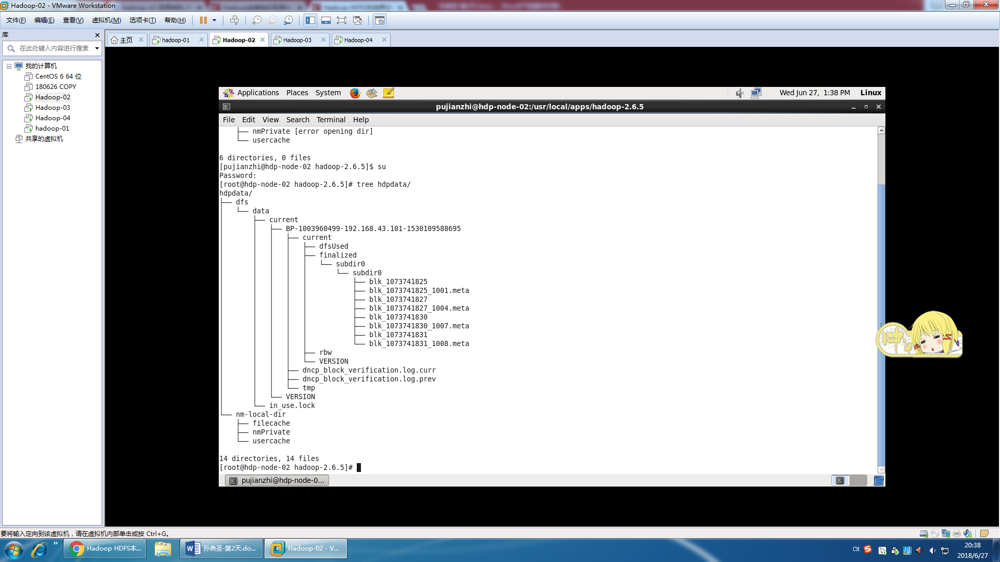 Hadoop-02 - VMware Workstation
文件(F) 编辑(E) 查看(V) 虚拟机(M) 选项卡(T) 帮助(H)
库
在此处键入内容进行搜索
我的计算机
CentOS 6 64 位
180626 COPY
Hadoop-02
Hadoop-03
Hadoop-04
hadoop-01
共享的虚拟机
主页 hadoop-01 Hadoop-02 Hadoop-03 Hadoop-04
Applications Places System Wed Jun 27, 1:38 PM Linux
pujianzhi@hdp-node-02:/usr/local/apps/hadoop-2.6.5
File Edit View Search Terminal Help
├── nmPrivate [error opening dir]
└── usercache
6 directories, 0 files
[pujianzhi@hdp-node-02 hadoop-2.6.5]$ su
Password:
[root@hdp-node-02 hadoop-2.6.5]# tree hdpdata/
hdpdata/
├── dfs
│   └── data
│       ├── current
│       │   ├── BP-1003960499-192.168.43.101-1530109588695
│       │   │   ├── current
│       │   │   │   ├── dfsUsed
│       │   │   │   ├── finalized
│       │   │   │   │   └── subdir0
│       │   │   │   │       └── subdir0
│       │   │   │   │           ├── blk_1073741825
│       │   │   │   │           ├── blk_1073741825_1001.meta
│       │   │   │   │           ├── blk_1073741827
│       │   │   │   │           ├── blk_1073741827_1004.meta
│       │   │   │   │           ├── blk_1073741830
│       │   │   │   │           ├── blk_1073741830_1007.meta
│       │   │   │   │           ├── blk_1073741831
│       │   │   │   │           └── blk_1073741831_1008.meta
│       │   │   │   ├── rbw
│       │   │   │   └── VERSION
│       │   │   ├── dncp_block_verification.log.curr
│       │   │   ├── dncp_block_verification.log.prev
│       │   │   └── tmp
│       │   └── VERSION
│       └── in_use.lock
└── nm-local-dir
    ├── filecache
    ├── nmPrivate
    └── usercache
14 directories, 14 files
[root@hdp-node-02 hadoop-2.6.5]#
pujianzhi@hdp-node-0...
要将输入定向到该虚拟机，请在虚拟机内部单击或按 Ctrl+G。
Hadoop HDFS本... 孙典圣-第2天.do... Hadoop-02 - V...
CH
20:38
2018/6/27